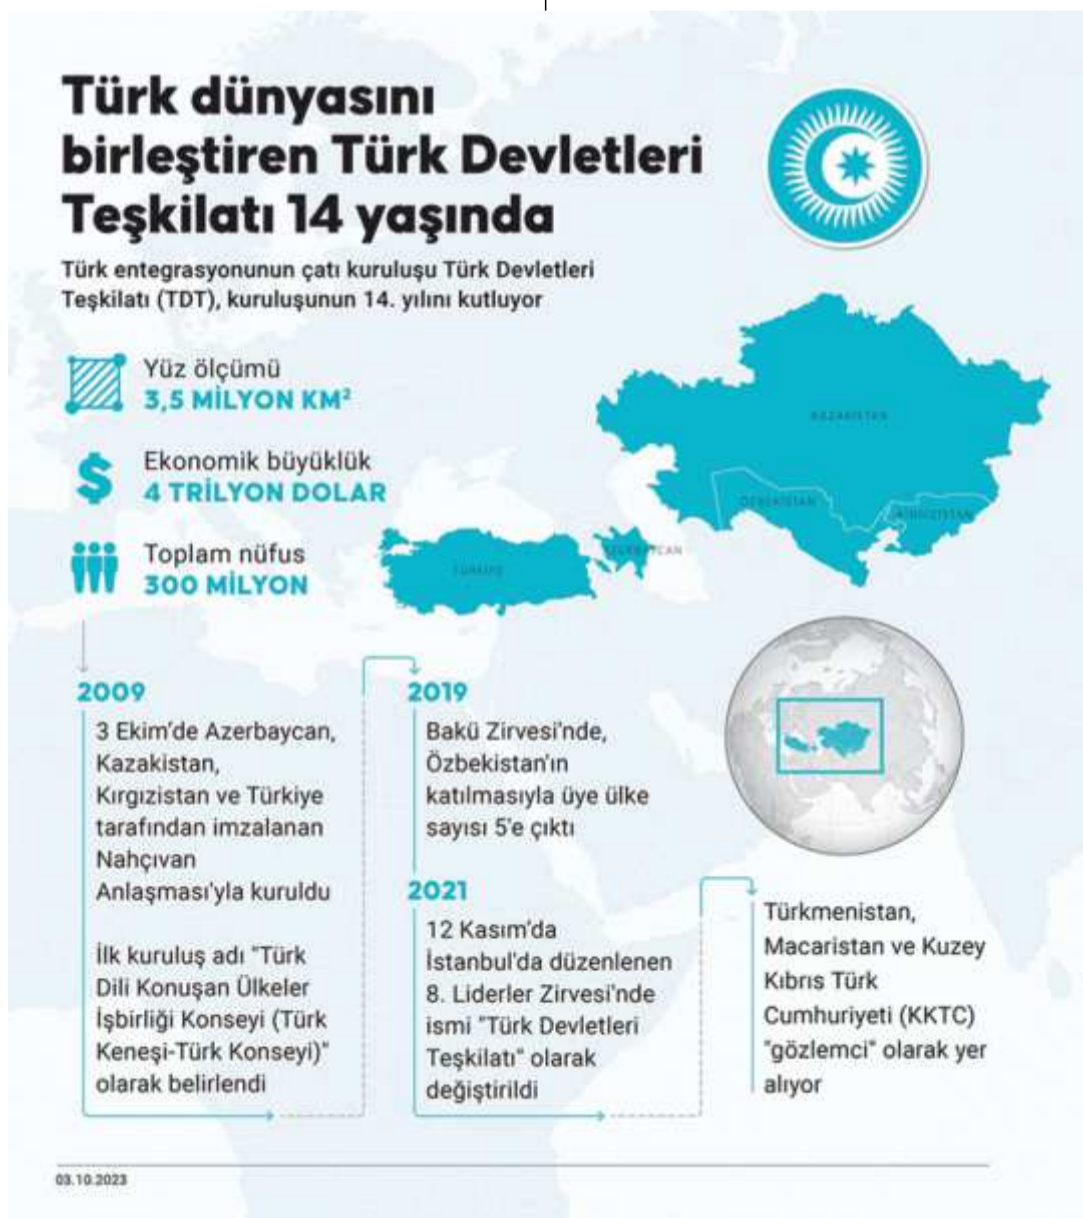 Türk dünyasını
birleştiren Türk Devletleri
Teşkilatı 14 yaşında
Türk entegrasyonunun çatı kuruluşu Türk Devletleri
Teşkilatı (TDT), kuruluşunun 14. yılını kutluyor
Yüz ölçümü
3,5 MİLYON KM²
Ekonomik büyüklük
4 TRİLYON DOLAR
Toplam nüfus
300 MİLYON
KAZAKİSTAN
ÖZBEKİSTAN
KIRGIZİSTAN
AZERBAYCAN
TÜRKİYE
2009
3 Ekim'de Azerbaycan,
Kazakistan,
Kırgızistan ve Türkiye
tarafından imzalanan
Nahçıvan
Anlaşması'yla kuruldu
İlk kuruluş adı "Türk
Dili Konuşan Ülkeler
İşbirliği Konseyi (Türk
Keneşi-Türk Konseyi)"
olarak belirlendi
2019
Bakü Zirvesi'nde,
Özbekistan'ın
katılmasıyla üye ülke
sayısı 5'e çıktı
2021
12 Kasım'da
İstanbul'da düzenlenen
8. Liderler Zirvesi'nde
ismi "Türk Devletleri
Teşkilatı" olarak
değiştirildi
Türkmenistan,
Macaristan ve Kuzey
Kıbrıs Türk
Cumhuriyeti (KKTC)
"gözlemci" olarak yer
alıyor
03.10.2023